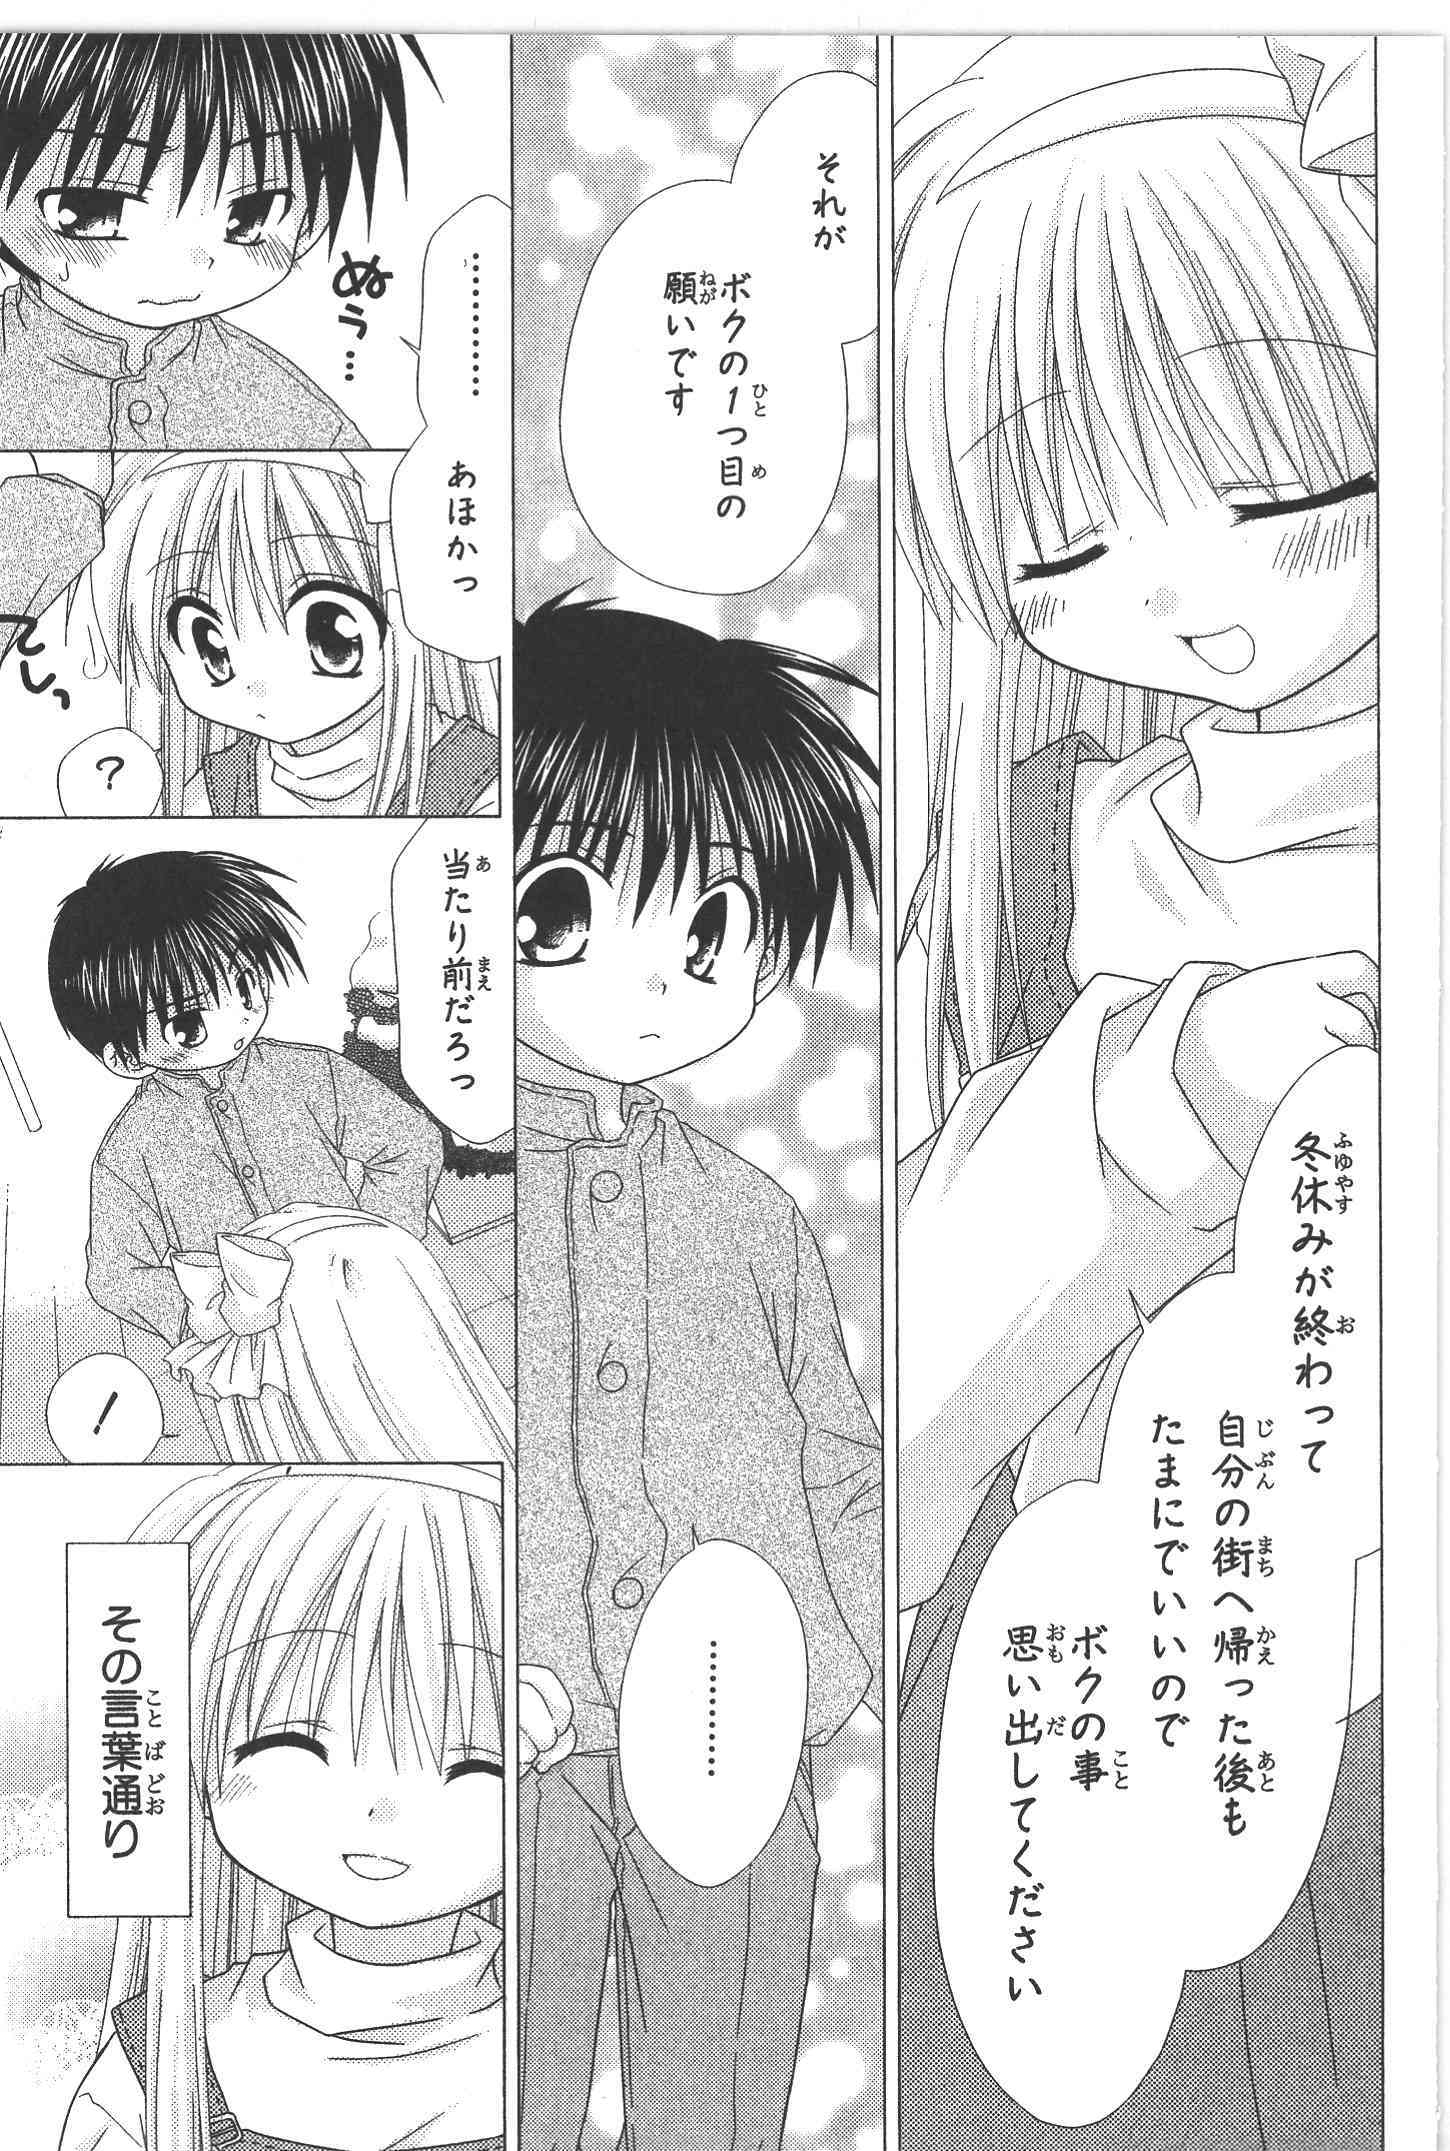 冬休みが終わって
自分の街へ帰った後も
たまにでいいので
ボクの事
思い出してください
それが
ボクの1つ目の
願いです
…………
ぬぅ…
…………
あほかっ
てしっ
?
当たり前だろっ
!
その言葉通り